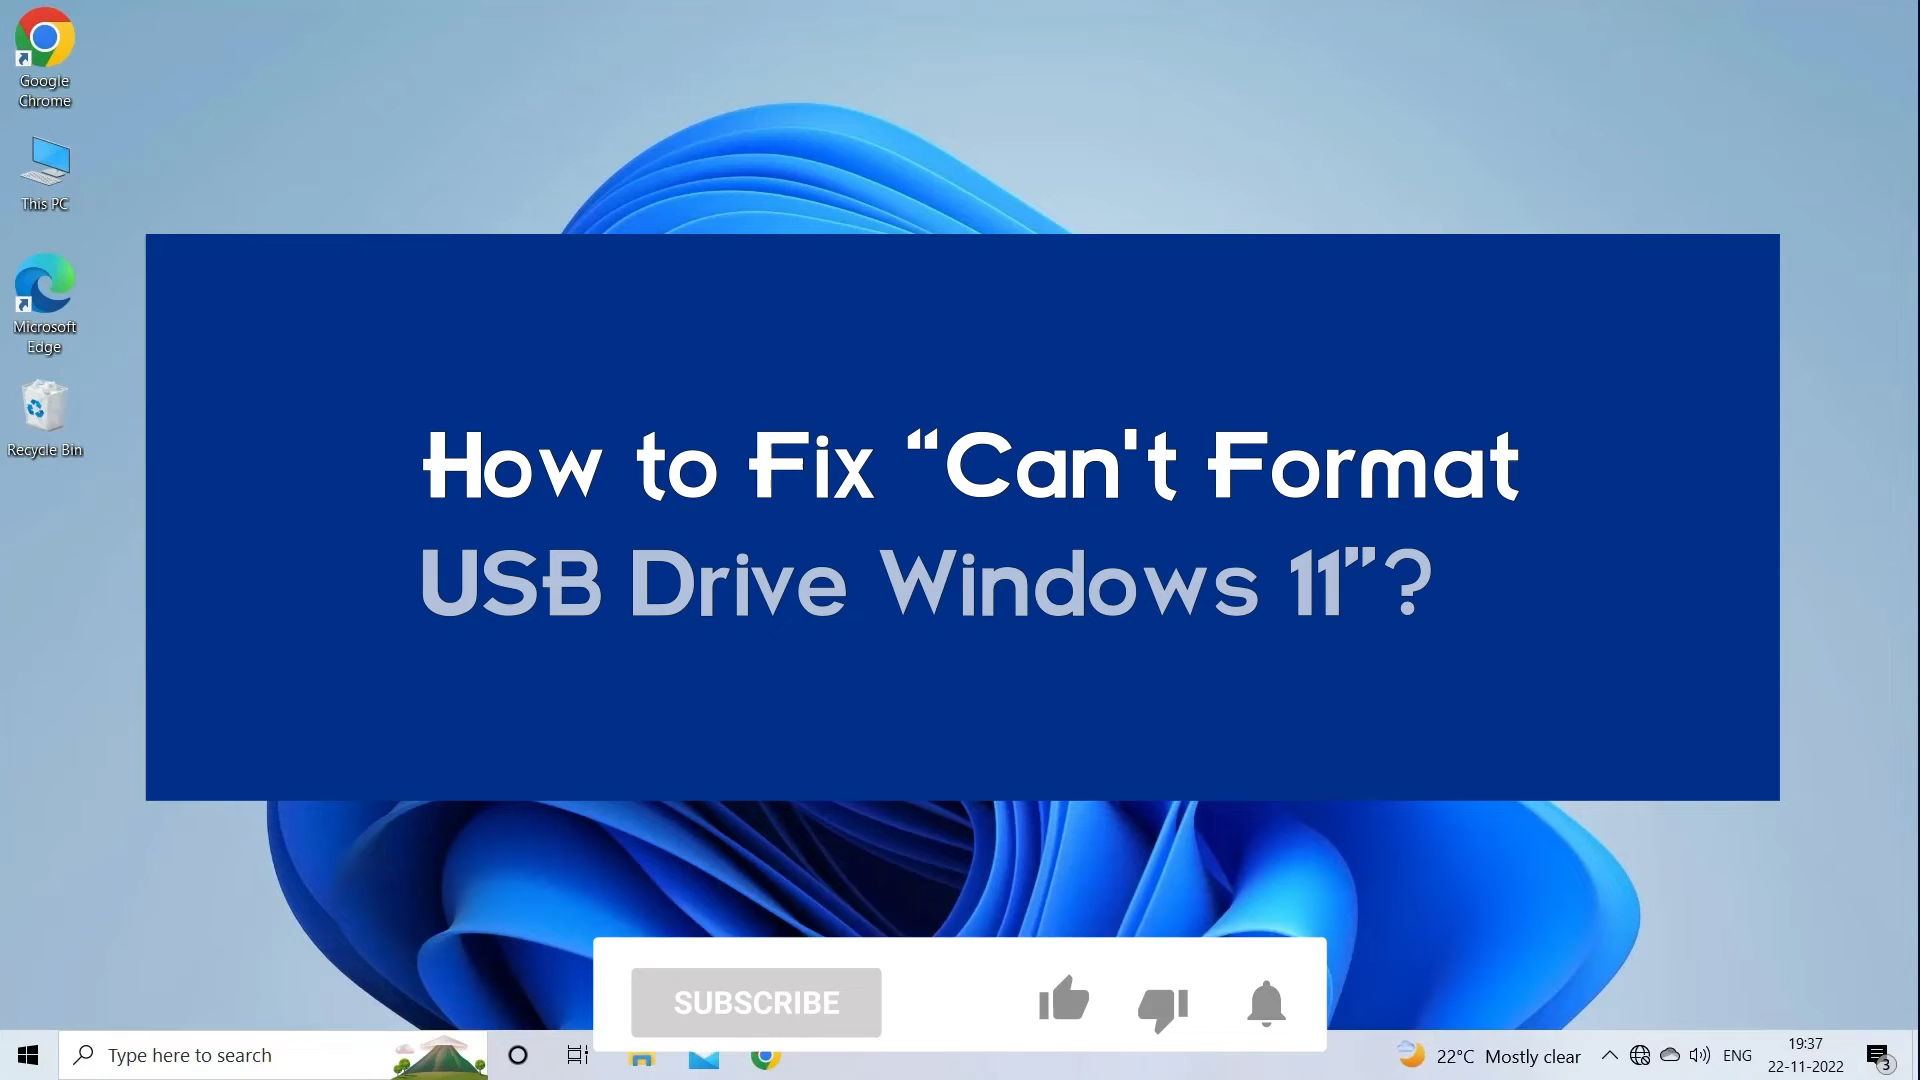 Google
Chrome
This PC
Microsoft
Edge
Recycle Bin
How to Fix “Can't Format
USB Drive Windows 11”?
SUBSCRIBE
Type here to search
22°C Mostly clear
ENG
19:37
22-11-2022
3